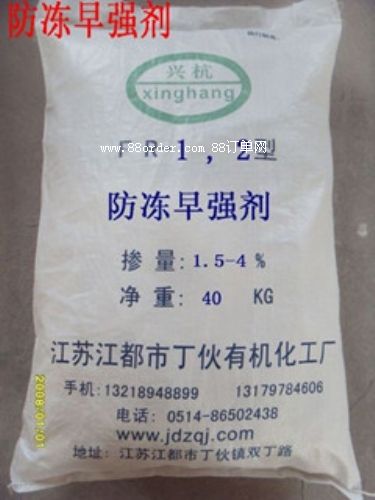 防冻早强剂
兴杭
xinghang
FR 1，2型
www.88order.com 88订单网
防冻早强剂
掺 量:1.5-4 %
净 重: 40 KG
江苏江都市丁伙有机化工厂
手机:13218948899 13179784606
电话: 0514-86502438
www.jdzqj.com
地址: 江苏江都市丁伙镇双丁路
2008/01/01